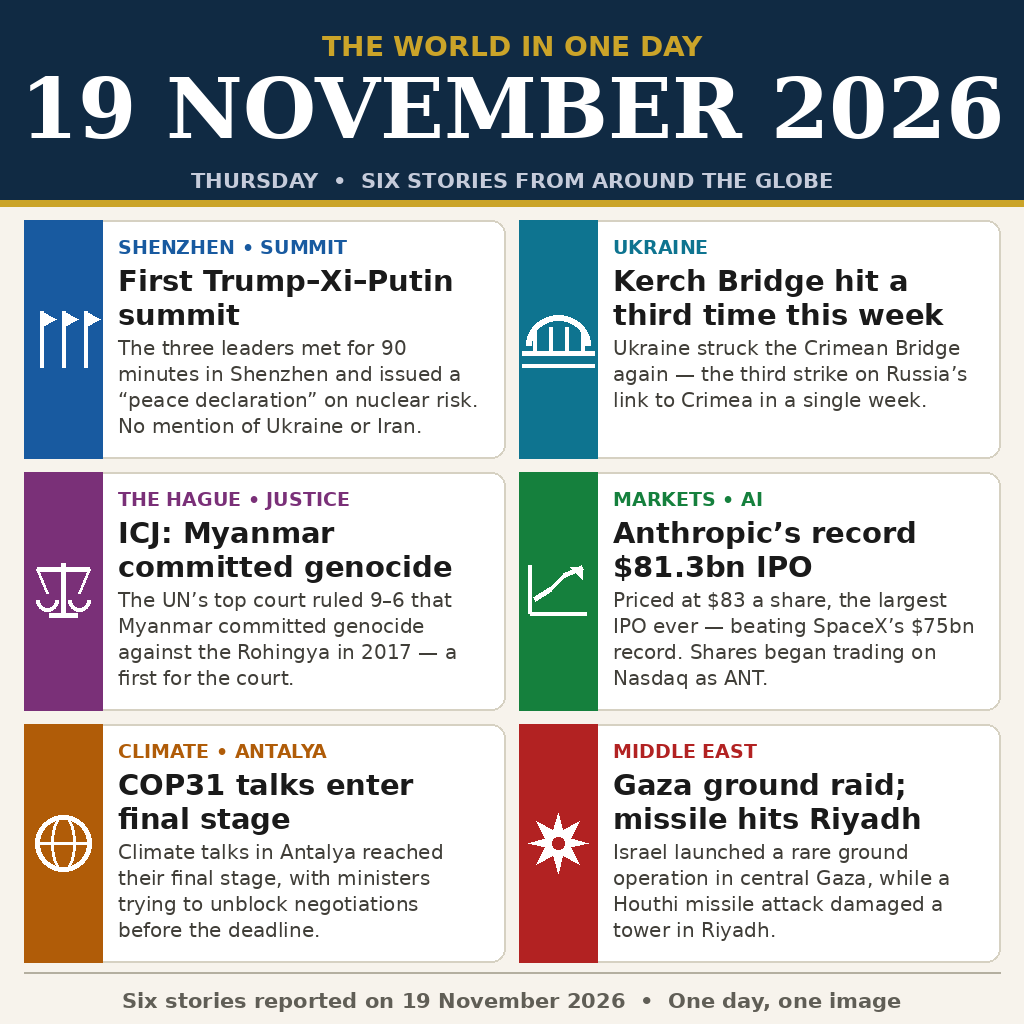 THE WORLD IN ONE DAY
19 NOVEMBER 2026
THURSDAY • SIX STORIES FROM AROUND THE GLOBE
SHENZHEN • SUMMIT
First Trump–Xi–Putin
summit
The three leaders met for 90
minutes in Shenzhen and issued a
“peace declaration” on nuclear risk.
No mention of Ukraine or Iran.
UKRAINE
Kerch Bridge hit a
third time this week
Ukraine struck the Crimean Bridge
again — the third strike on Russia’s
link to Crimea in a single week.
THE HAGUE • JUSTICE
ICJ: Myanmar
committed genocide
The UN’s top court ruled 9–6 that
Myanmar committed genocide
against the Rohingya in 2017 — a
first for the court.
MARKETS • AI
Anthropic’s record
$81.3bn IPO
Priced at $83 a share, the largest
IPO ever — beating SpaceX’s $75bn
record. Shares began trading on
Nasdaq as ANT.
CLIMATE • ANTALYA
COP31 talks enter
final stage
Climate talks in Antalya reached
their final stage, with ministers
trying to unblock negotiations
before the deadline.
MIDDLE EAST
Gaza ground raid;
missile hits Riyadh
Israel launched a rare ground
operation in central Gaza, while a
Houthi missile attack damaged a
tower in Riyadh.
Six stories reported on 19 November 2026 • One day, one image